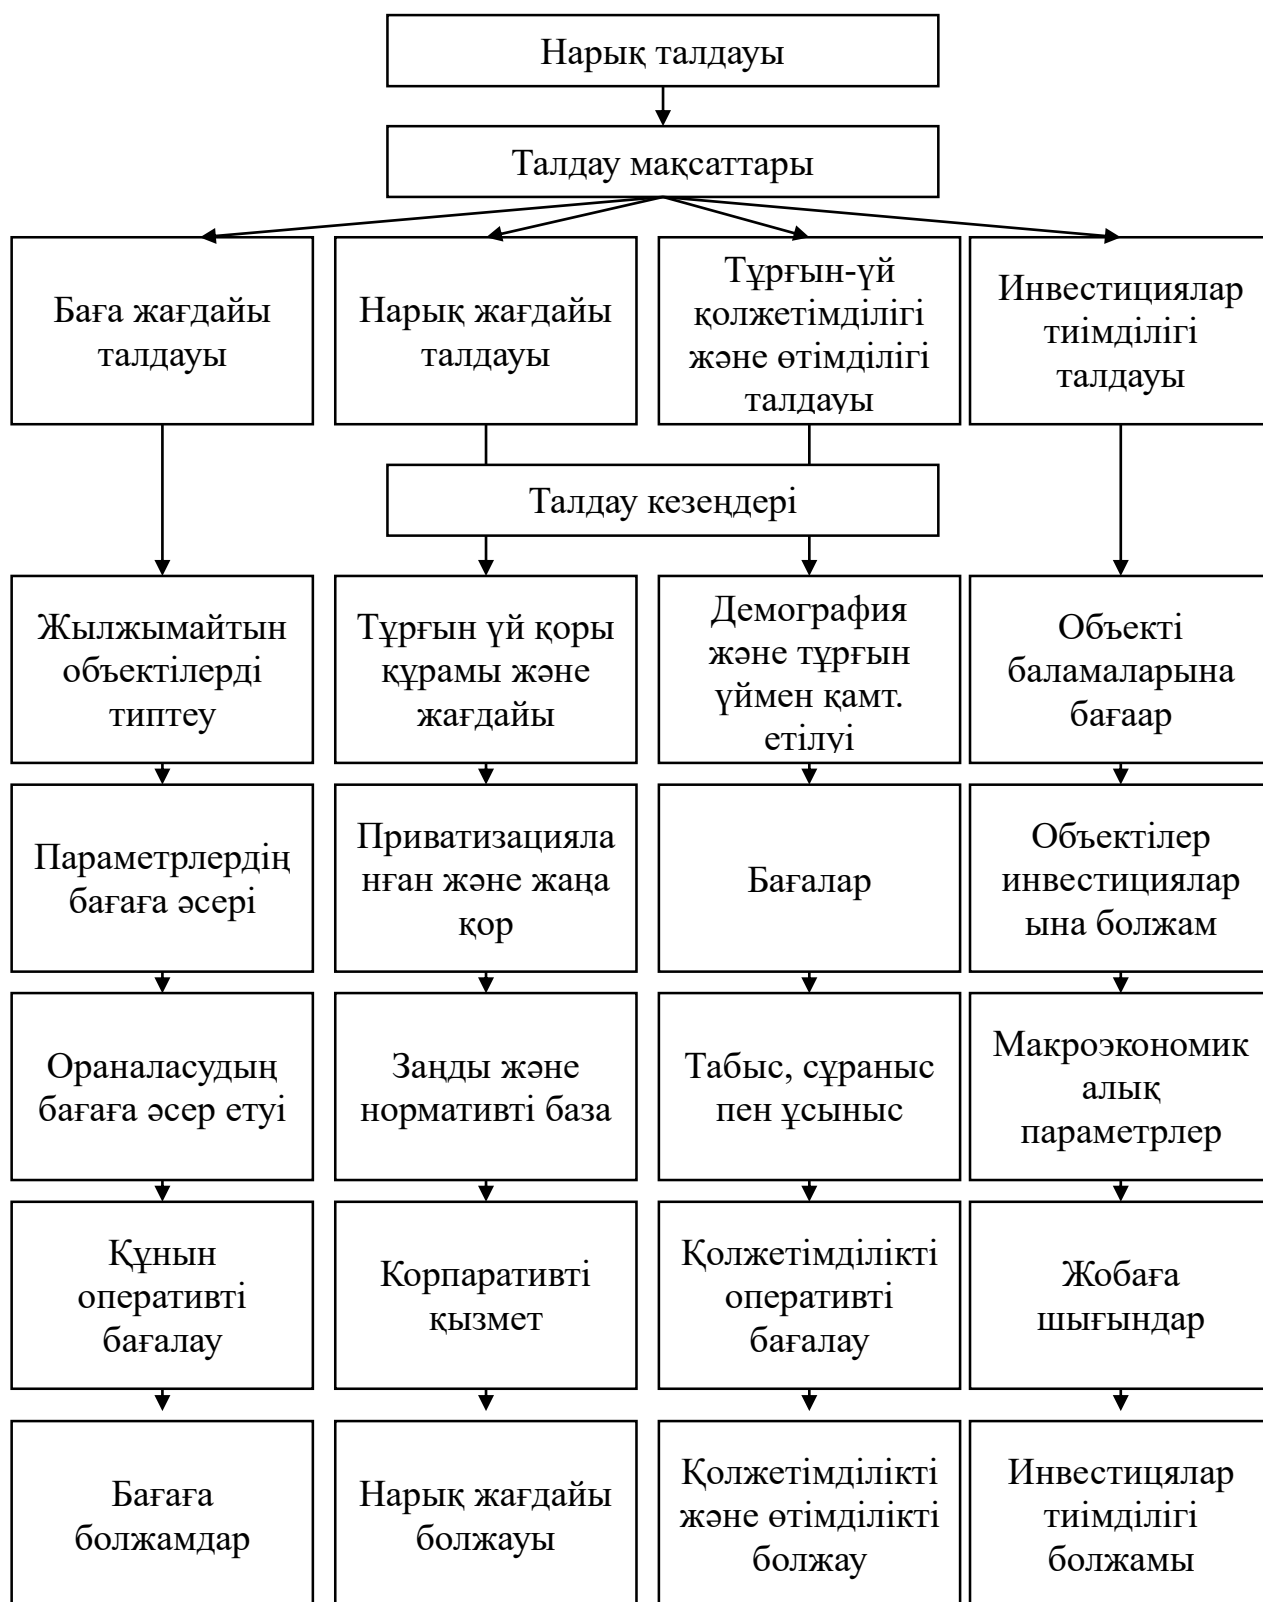 Нарық талдауы
Талдау мақсаттары
Баға жағдайы
талдауы
Нарық жағдайы
талдауы
Тұрғын-үй
қолжетімділігі
және өтімділігі
талдауы
Инвестициялар
тиімділігі
талдауы
Талдау кезеңдері
Жылжымайтын
объектілерді
типтеу
Тұрғын үй қоры
құрамы және
жағдайы
Демография
және тұрғын
үймен қамт.
етілуі
Объекті
баламаларына
бағаар
Параметрлердің
бағаға әсері
Приватизацияла
нған және жаңа
қор
Бағалар
Объектілер
инвестициялар
ына болжам
Ораналасудың
бағаға әсер етуі
Заңды және
нормативті база
Табыс, сұраныс
пен ұсыныс
Макроэкономик
алық
параметрлер
Құнын
оперативті
бағалау
Корпаративті
қызмет
Қолжетімділікті
оперативті
бағалау
Жобаға
шығындар
Бағаға
болжамдар
Нарық жағдайы
болжауы
Қолжетімділікті
және өтімділікті
болжау
Инвестицялар
тиімділігі
болжамы